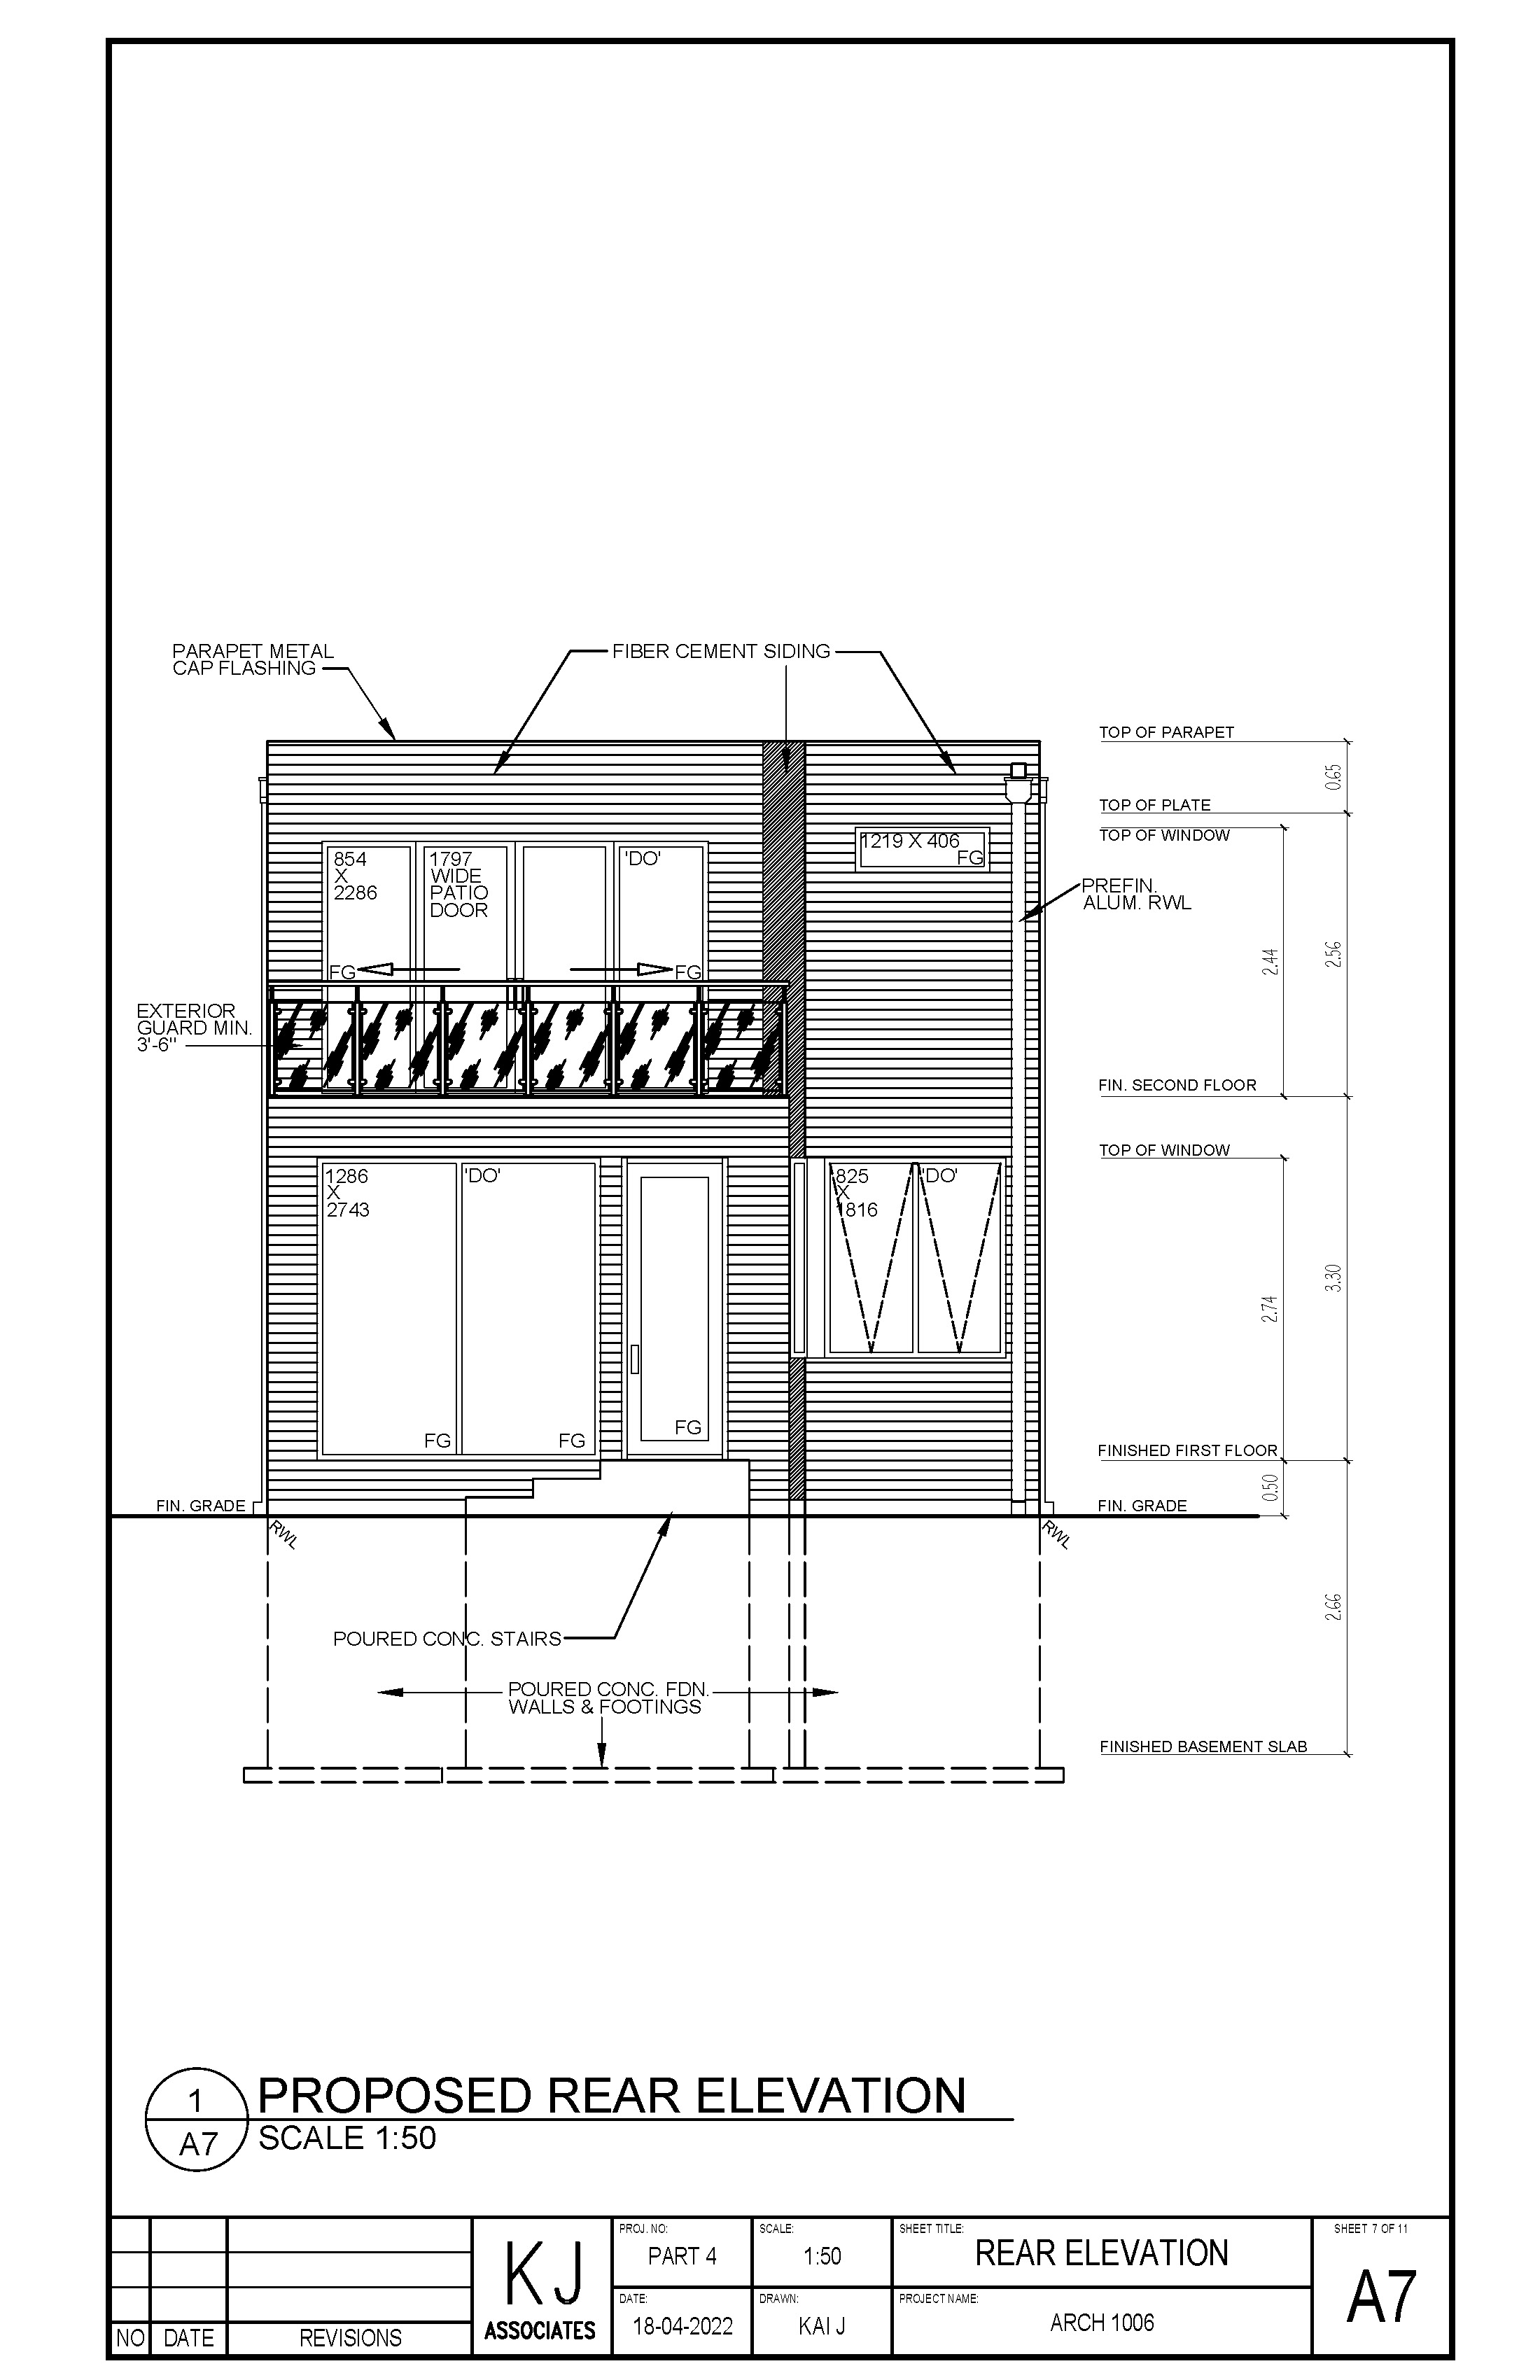 PARAPET METAL
CAP FLASHING
FIBER CEMENT SIDING
TOP OF PARAPET
0.65
TOP OF PLATE
TOP OF WINDOW
1219 X 406
FG
854
X
2286
1797
WIDE
PATIO
DOOR
'DO'
PREFIN.
ALUM. RWL
2.44
2.56
FG
FG
EXTERIOR
GUARD MIN.
3'-6"
FIN. SECOND FLOOR
TOP OF WINDOW
1286
X
2743
'DO'
825
X
1816
'DO'
2.74
3.30
FG
FG
FG
FINISHED FIRST FLOOR
0.50
FIN. GRADE
FIN. GRADE
RWL
RWL
2.66
POURED CONC. STAIRS
POURED CONC. FDN.
WALLS & FOOTINGS
FINISHED BASEMENT SLAB
1
A7
PROPOSED REAR ELEVATION
SCALE 1:50
NO DATE REVISIONS
KJ
ASSOCIATES
PROJ. NO:
PART 4
SCALE:
1:50
SHEET TITLE:
REAR ELEVATION
DATE:
18-04-2022
DRAWN:
KAI J
PROJECT NAME:
ARCH 1006
SHEET 7 OF 11
A7